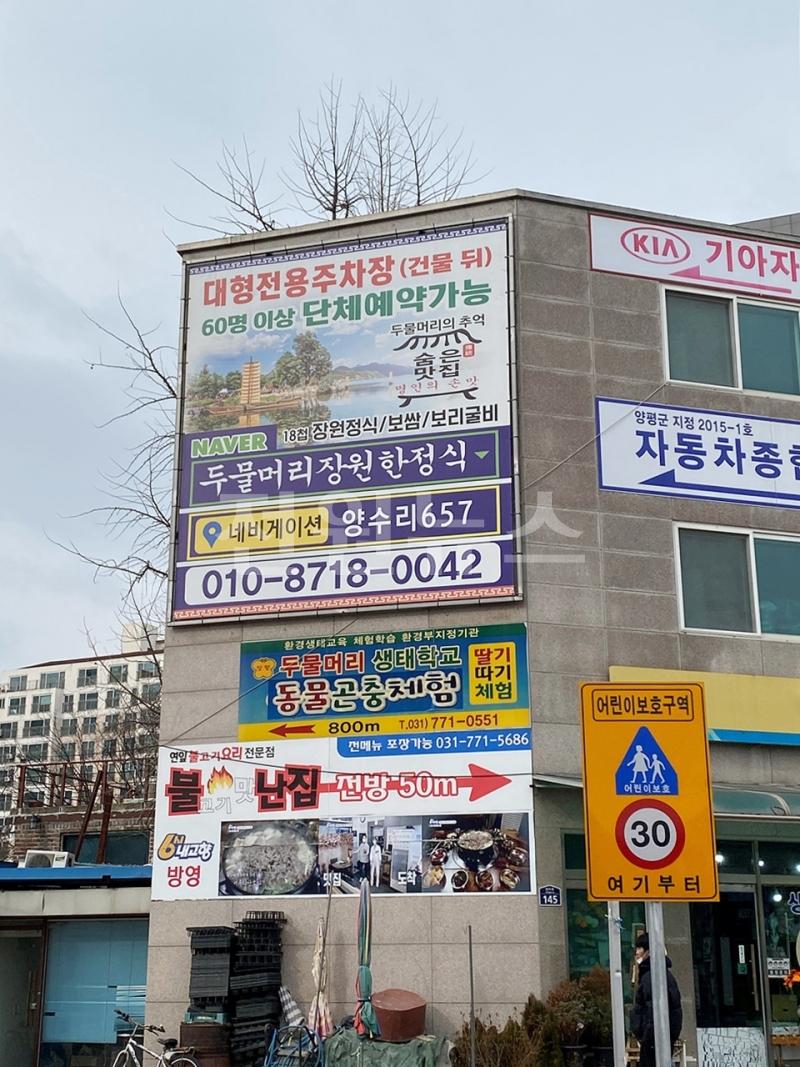 대형전용주차장(건물 뒤)
60명 이상 단체예약가능
두물머리의 추억
숨은
맛집
명인의 손맛
18첩 장원정식/보쌈/보리굴비
NAVER
두물머리장원한정식
네비게이션 양수리657
010-8718-0042
KIA 기아자
양평군 지정 2015-1호
자동차종합
전원뉴스
환경생태교육 체험학습 환경부지정기관
두물머리 생태학교
동물곤충체험
딸기
따기
체험
800m T.031) 771-0551
전메뉴 포장가능 031-771-5686
연잎불고기요리 전문점
불고기 맛난집 전방 50m
6시
내고향
방영
맛집
도착
145
어린이보호구역
어린이보호
30
여기부터